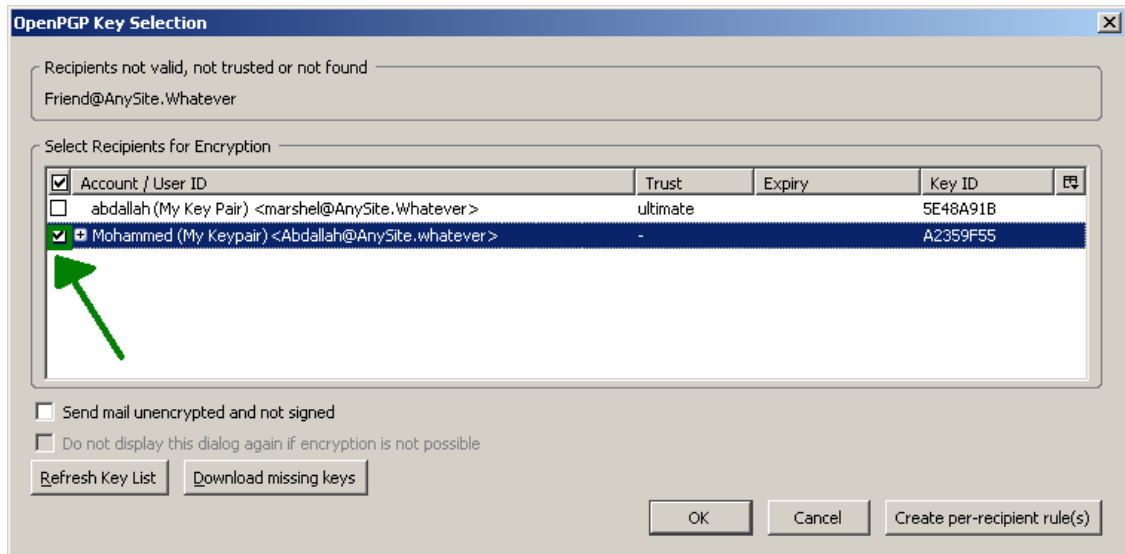 OpenPGP Key Selection
Recipients not valid, not trusted or not found
Friend@AnySite.Whatever
Select Recipients for Encryption
Account / User ID Trust Expiry Key ID
abdallah (My Key Pair) <marshel@AnySite.Whatever> ultimate 5E48A91B
Mohammed (My Keypair) <Abdallah@AnySite.whatever> - A2359F55
Send mail unencrypted and not signed
Do not display this dialog again if encryption is not possible
Refresh Key List Download missing keys
OK Cancel Create per-recipient rule(s)